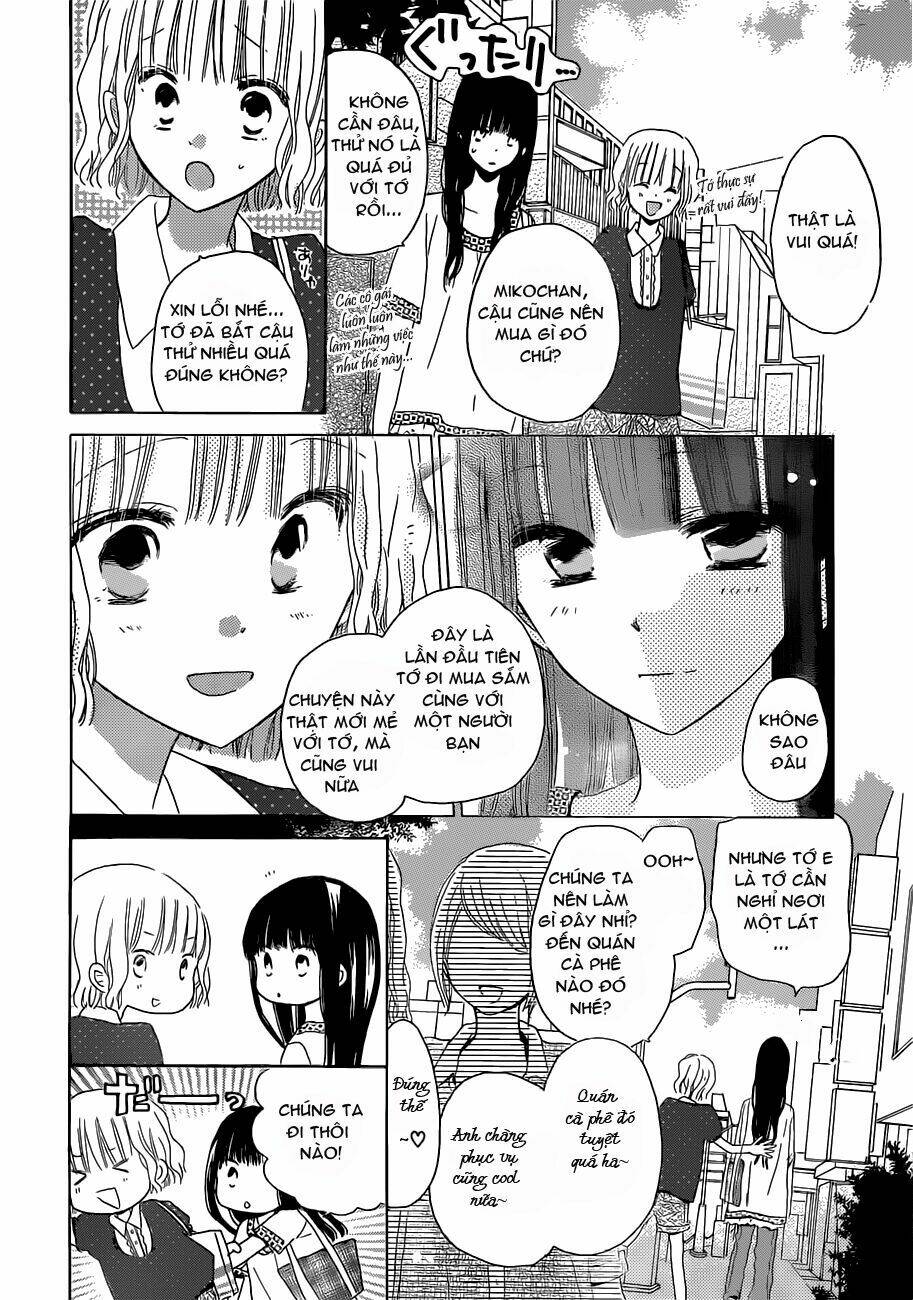 THẬT LÀ
VUI QUÁ!
Tớ thực sự
rất vui đấy!
ぐったり…
MIKOCHAN,
CẬU CŨNG NÊN
MUA GÌ ĐÓ
CHỨ?
KHÔNG
CẦN ĐÂU,
THỬ NÓ LÀ
QUÁ ĐỦ
VỚI TỚ
RỒI...
Các cô gái
luôn luôn
làm những việc
như thế này..!
XIN LỖI NHÉ...
TỚ ĐÃ BẮT CẬU
THỬ NHIỀU QUÁ
ĐÚNG KHÔNG?
KHÔNG
SAO
ĐÂU
ĐÂY LÀ
LẦN ĐẦU TIÊN
TỚ ĐI MUA SẮM
CÙNG VỚI
MỘT NGƯỜI
BẠN
CHUYỆN NÀY
THẬT MỚI MẺ
VỚI TỚ, MÀ
CŨNG VUI
NỮA
NHƯNG TỚ E
LÀ TỚ CẦN
NGHỈ NGƠI
MỘT LÁT
...
OOH~
CHÚNG TA
NÊN LÀM
GÌ ĐÂY NHỈ?
ĐẾN QUÁN
CÀ PHÊ
NÀO ĐÓ
NHÉ?
Quán
cà phê đó
tuyệt
quá ha~
Anh chàng
phục vụ
cũng cool
nữa~
Đúng
thế
~♡
CHÚNG TA
ĐI THÔI
NÀO!
だーっ